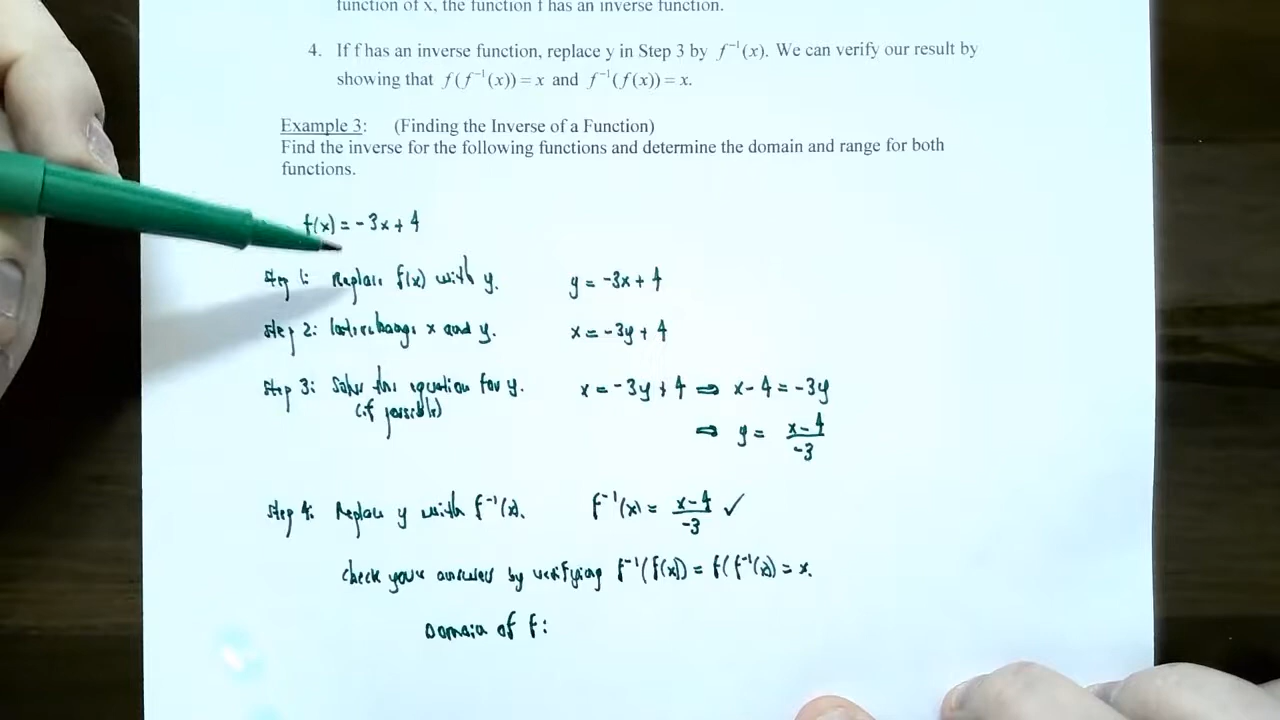 function of x, the function f has an inverse function.
4. If f has an inverse function, replace y in Step 3 by f⁻¹(x). We can verify our result by
showing that f(f⁻¹(x)) = x and f⁻¹(f(x)) = x.
Example 3: (Finding the Inverse of a Function)
Find the inverse for the following functions and determine the domain and range for both
functions.
f(x) = -3x + 4
Step 1: Replace f(x) with y. y = -3x + 4
Step 2: Interchange x and y. x = -3y + 4
Step 3: Solve this equation for y. x = -3y + 4 ⇒ x - 4 = -3y
(if possible) ⇒ y = (x-4)/-3
Step 4: Replace y with f⁻¹(x). f⁻¹(x) = (x-4)/-3 ✓
check your answer by verifying f⁻¹(f(x)) = f(f⁻¹(x) = x.
Domain of f: